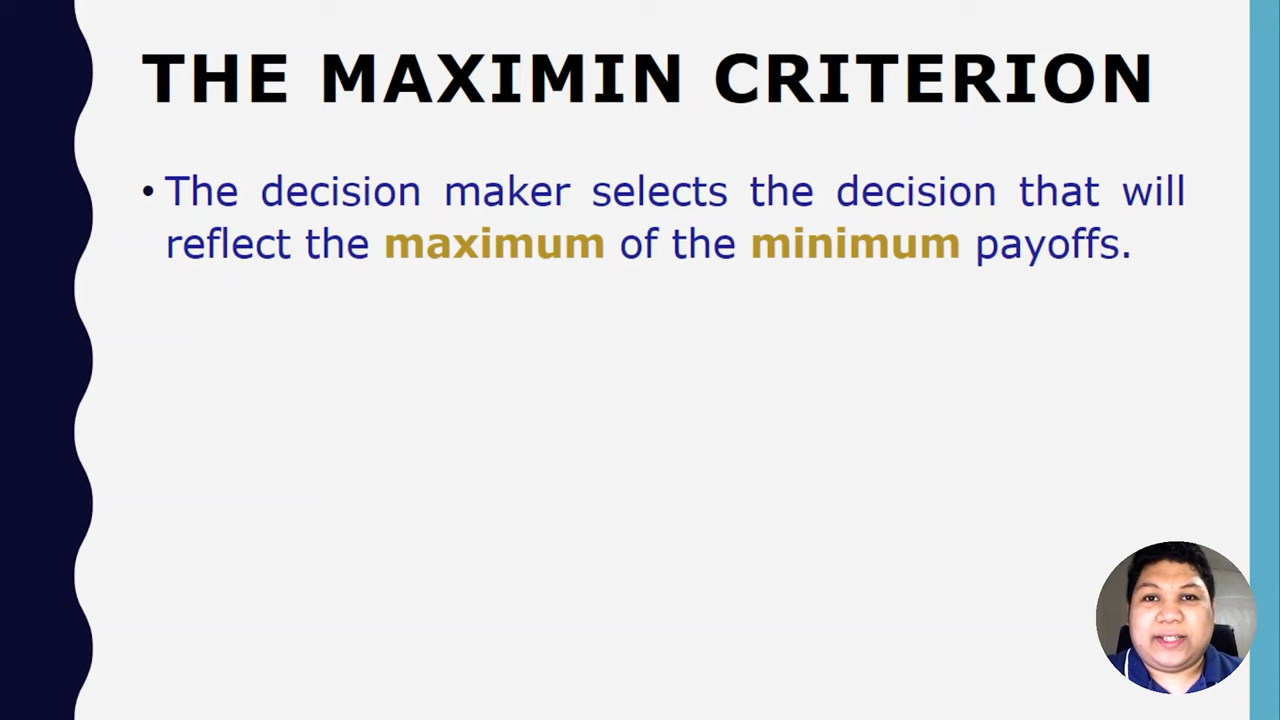 THE MAXIMIN CRITERION
• The decision maker selects the decision that will
reflect the maximum of the minimum payoffs.